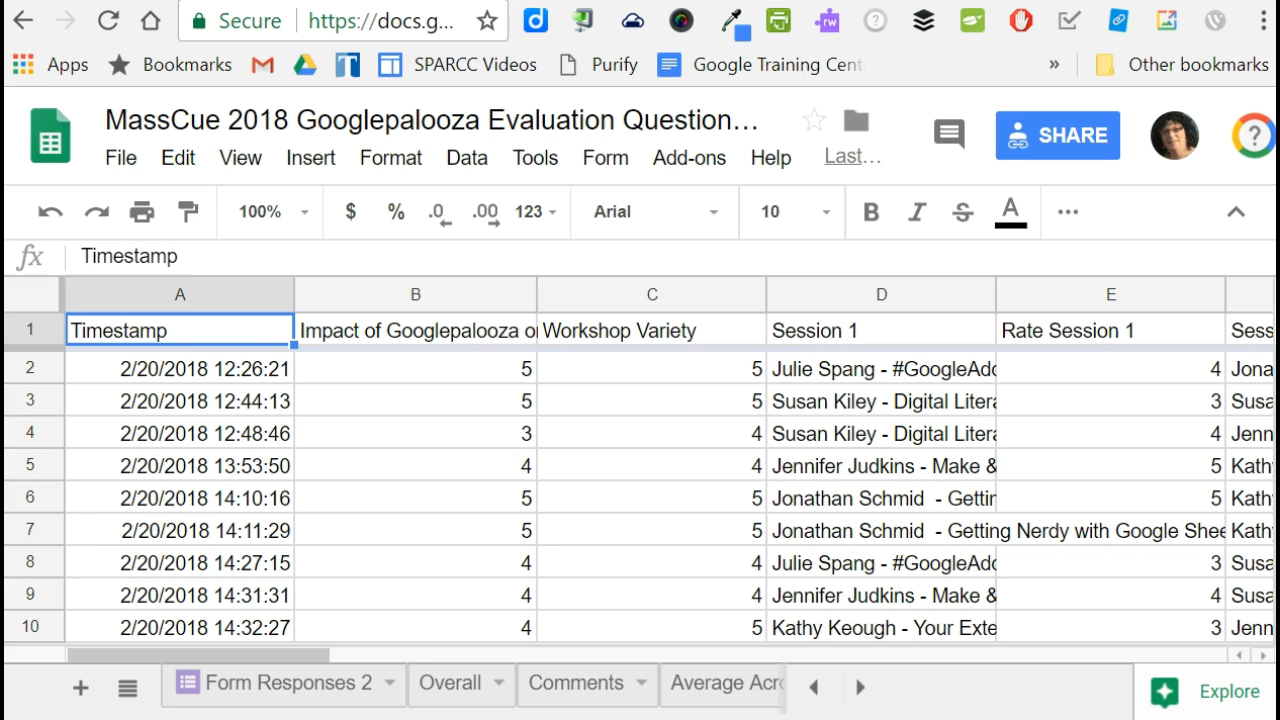 Secure https://docs.g...
rw
Apps Bookmarks SPARCC Videos Purify Google Training Cent » Other bookmarks
MassCue 2018 Googlepalooza Evaluation Question...
SHARE
File Edit View Insert Format Data Tools Form Add-ons Help Last...
100% $ % .0 .00 123 Arial 10 B I S A
fx Timestamp
A B C D E
1 Timestamp Impact of Googlepalooza or Workshop Variety Session 1 Rate Session 1 Sess
2 2/20/2018 12:26:21 5 5 Julie Spang - #GoogleAdd 4 Jona
3 2/20/2018 12:44:13 5 5 Susan Kiley - Digital Litera 3 Susa
4 2/20/2018 12:48:46 3 4 Susan Kiley - Digital Litera 4 Jenn
5 2/20/2018 13:53:50 4 4 Jennifer Judkins - Make & 5 Kath
6 2/20/2018 14:10:16 5 5 Jonathan Schmid - Gettin 5 Kath
7 2/20/2018 14:11:29 5 5 Jonathan Schmid - Getting Nerdy with Google Shee Kath
8 2/20/2018 14:27:15 4 4 Julie Spang - #GoogleAdd 3 Susa
9 2/20/2018 14:31:31 4 4 Jennifer Judkins - Make & 4 Susa
10 2/20/2018 14:32:27 4 5 Kathy Keough - Your Exte 3 Jenn
Form Responses 2 Overall Comments Average Acro Explore